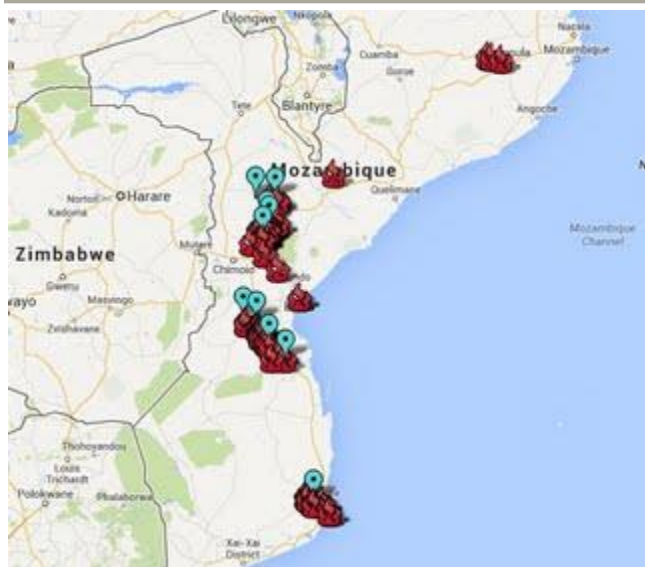 Lilongwe
Nkopola
Nacala
Cuamba
Mozambique
Zomba
Gurue
Blantyre
Angoche
Tete
Mozambique
Quelimane
Norton
Harare
Kadoma
Mozambique
Channel
Mutare
Zimbabwe
Chimoio
Gweru
Masvingo
Zvishavane
Thohoyandou
Louis
Trichardt
Polokwane
Phalaborwa
Xai-Xai
District